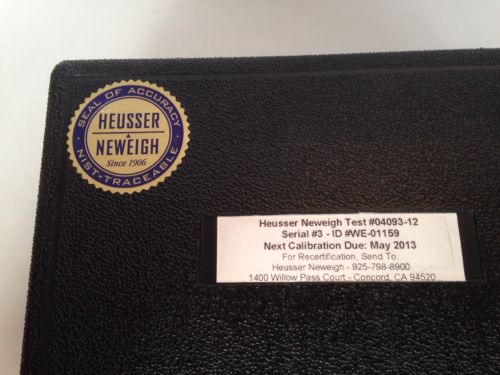 SEAL OF ACCURACY
HEUSSER
NEWEIGH
Since 1906
NIST-TRACEABLE
Heusser Neweigh Test #04093-12
Serial #3 - ID #WE-01159
Next Calibration Due: May 2013
For Recertification, Send To:
Heusser Neweigh - 925-798-8900
1400 Willow Pass Court - Concord, CA 94520